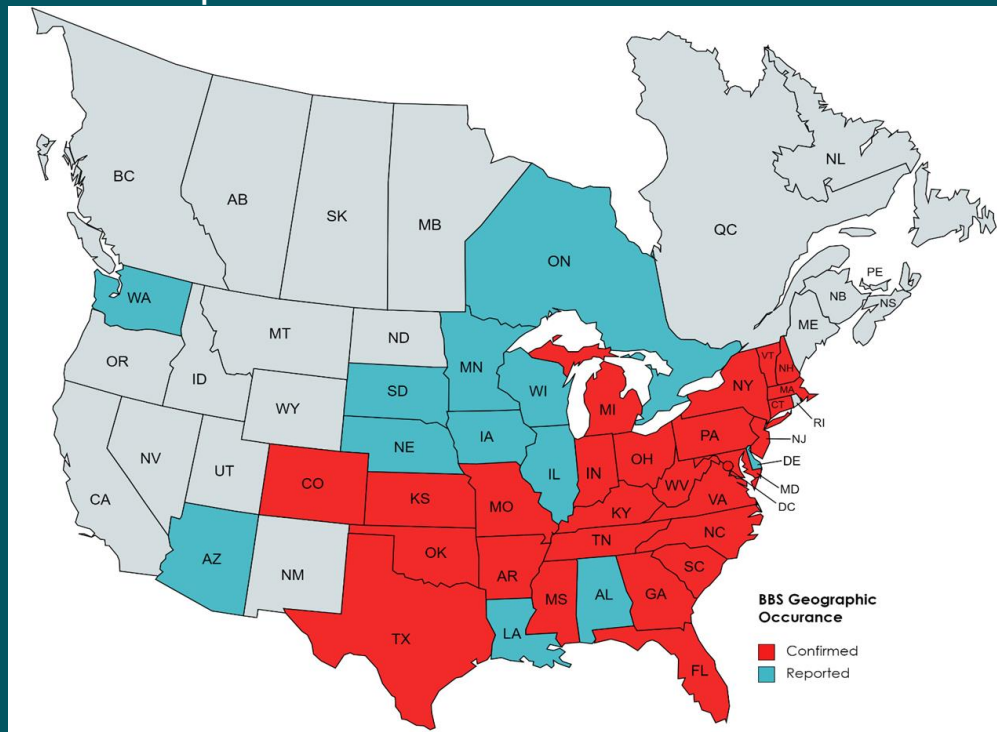 BC
AB
SK
MB
ON
QC
NL
PE
NB
NS
ME
WA
MT
ND
MN
OR
ID
SD
WI
WY
MI
NY
VT
NH
MA
CT
RI
NE
IA
PA
NJ
NV
UT
IL
IN
OH
DE
CA
CO
KS
MO
WV
VA
MD
DC
KY
AZ
NM
OK
AR
TN
NC
SC
TX
LA
MS
AL
GA
FL
BBS Geographic
Occurance
Confirmed
Reported